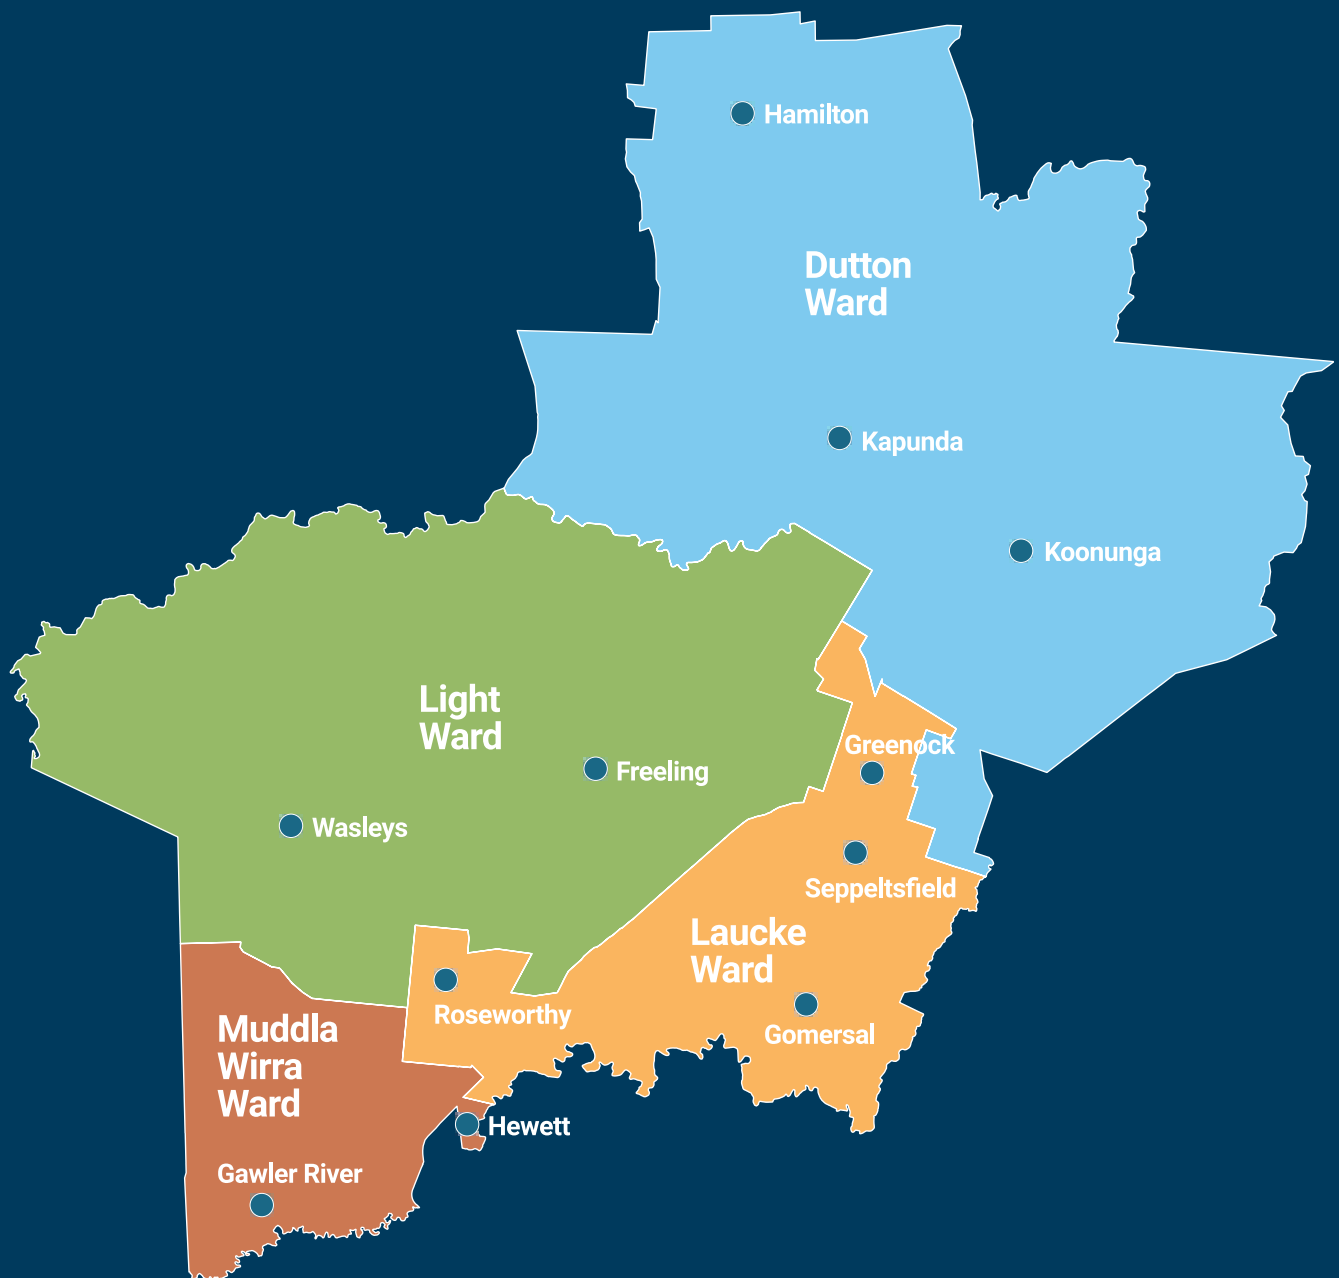 Hamilton
Dutton
Ward
Kapunda
Koonunga
Light
Ward
Greenock
Freeling
Wasleys
Seppeltsfield
Laucke
Ward
Roseworthy
Gomersal
Muddla
Wirra
Ward
Hewett
Gawler River